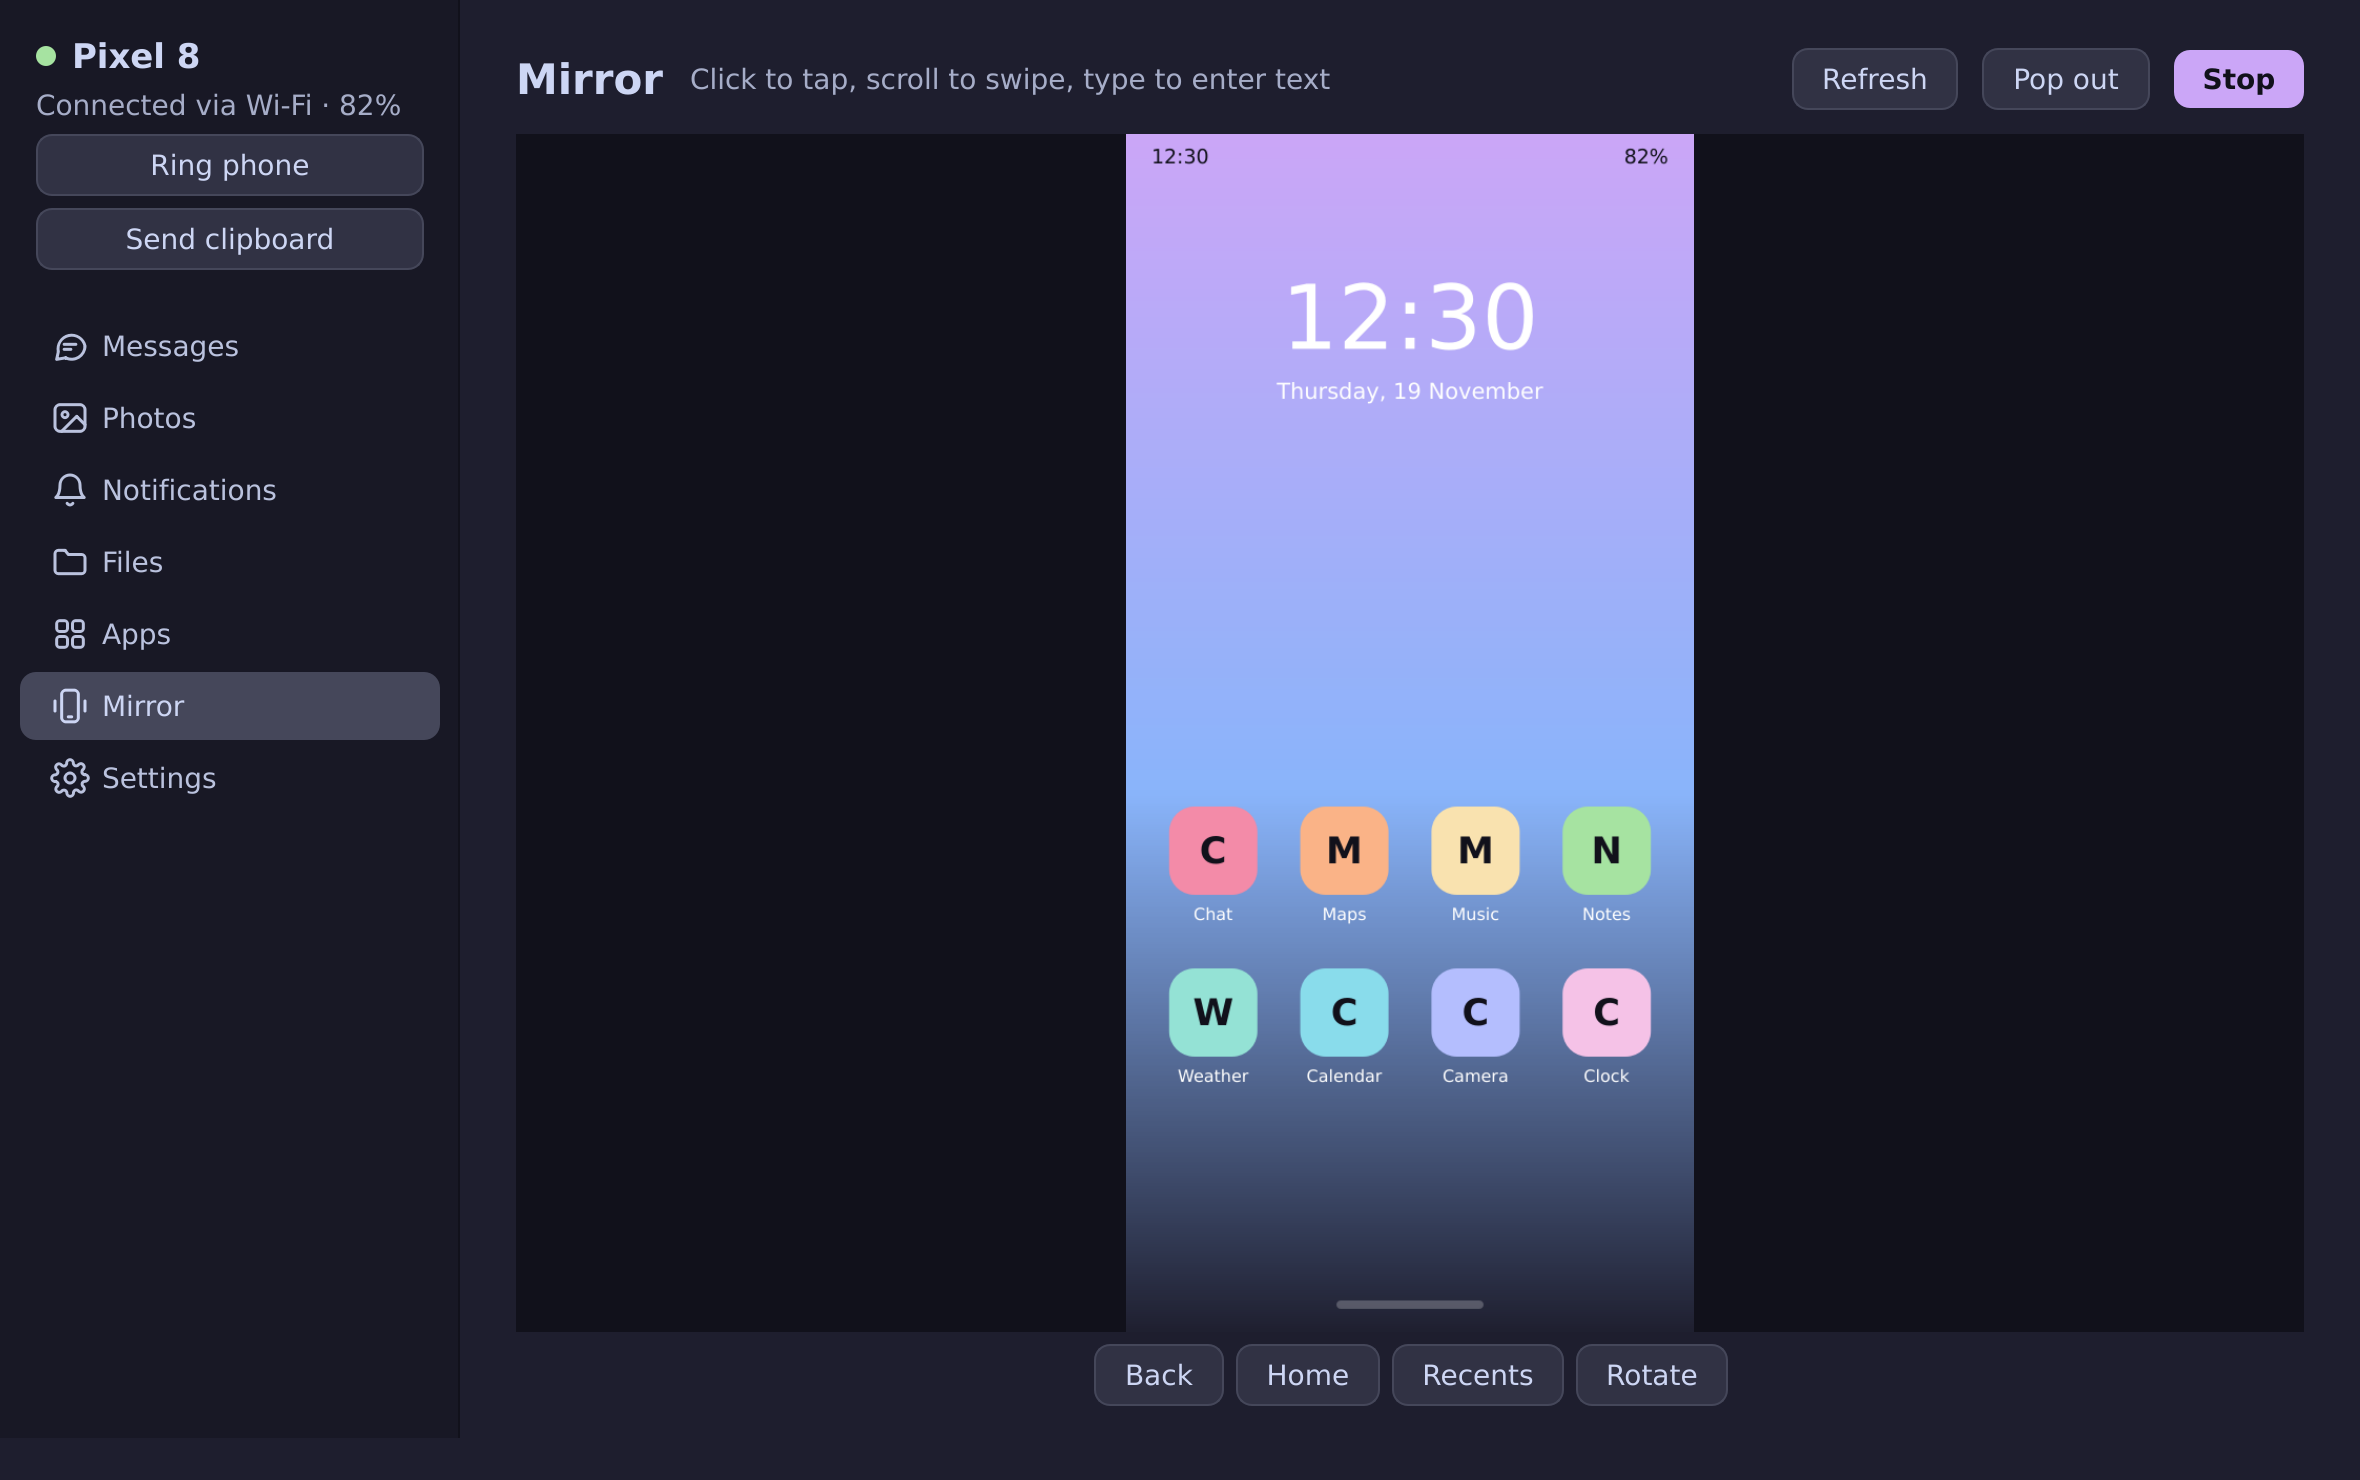 Pixel 8
Connected via Wi-Fi · 82%
Ring phone
Send clipboard
Messages
Photos
Notifications
Files
Apps
Mirror
Settings
Mirror Click to tap, scroll to swipe, type to enter text
Refresh Pop out Stop
12:30 82%
12:30
Thursday, 19 November
C M M N
Chat Maps Music Notes
W C C C
Weather Calendar Camera Clock
Back Home Recents Rotate